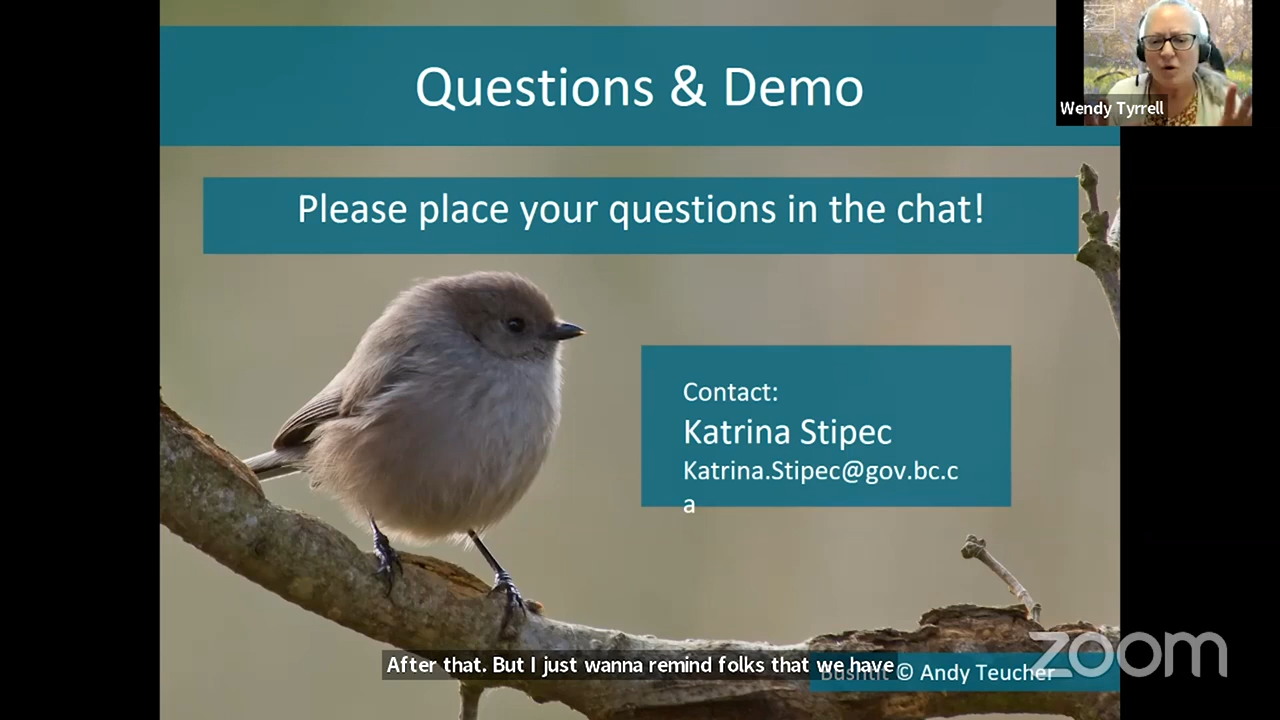 Questions & Demo
Wendy Tyrrell
Please place your questions in the chat!
Contact:
Katrina Stipec
Katrina.Stipec@gov.bc.c
a
After that. But I just wanna remind folks that we have
Bushtit © Andy Teucher
zoom